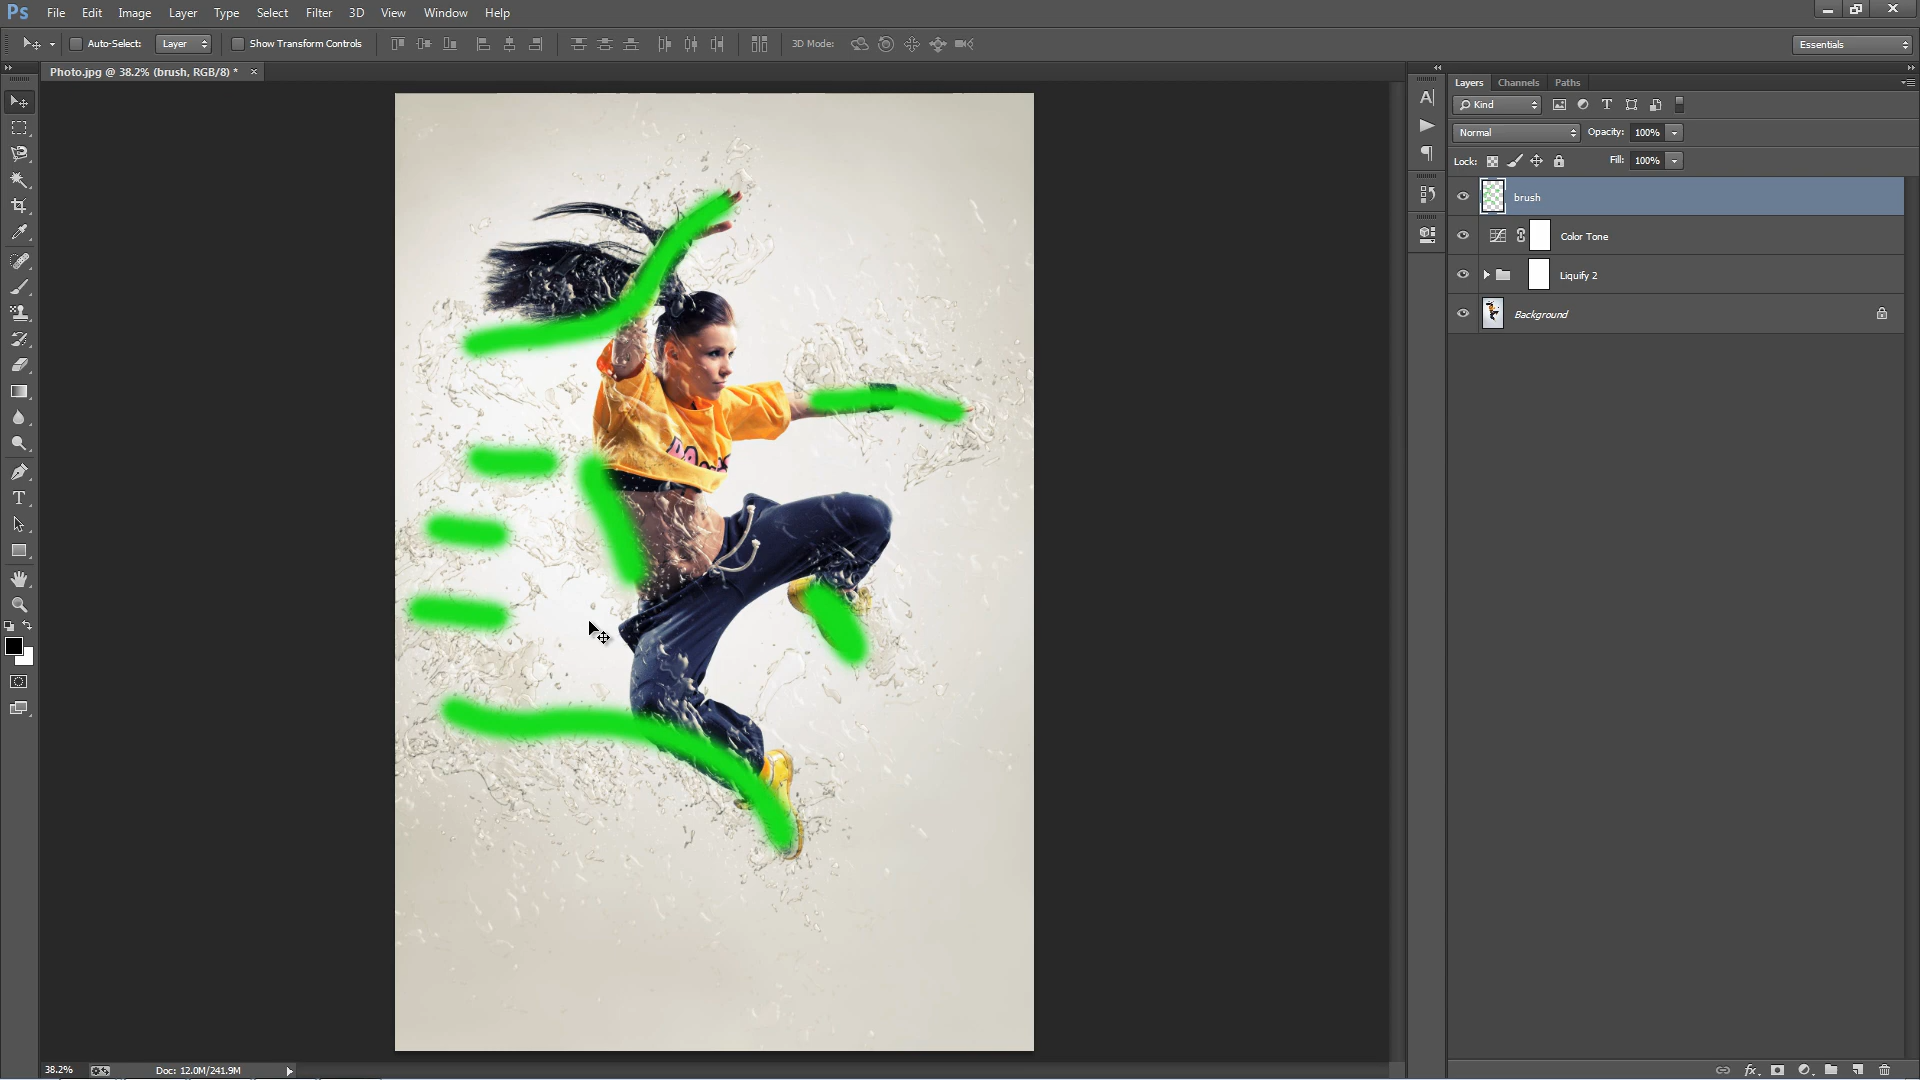 Ps File Edit Image Layer Type Select Filter 3D View Window Help
Auto-Select: Layer Show Transform Controls 3D Mode: Essentials
Photo.jpg @ 38.2% (brush, RGB/8) * ×
Layers Channels Paths
Kind
Normal Opacity: 100%
Lock: Fill: 100%
brush
Color Tone
Liquify 2
Background
38.2% Doc: 12.0M/241.9M